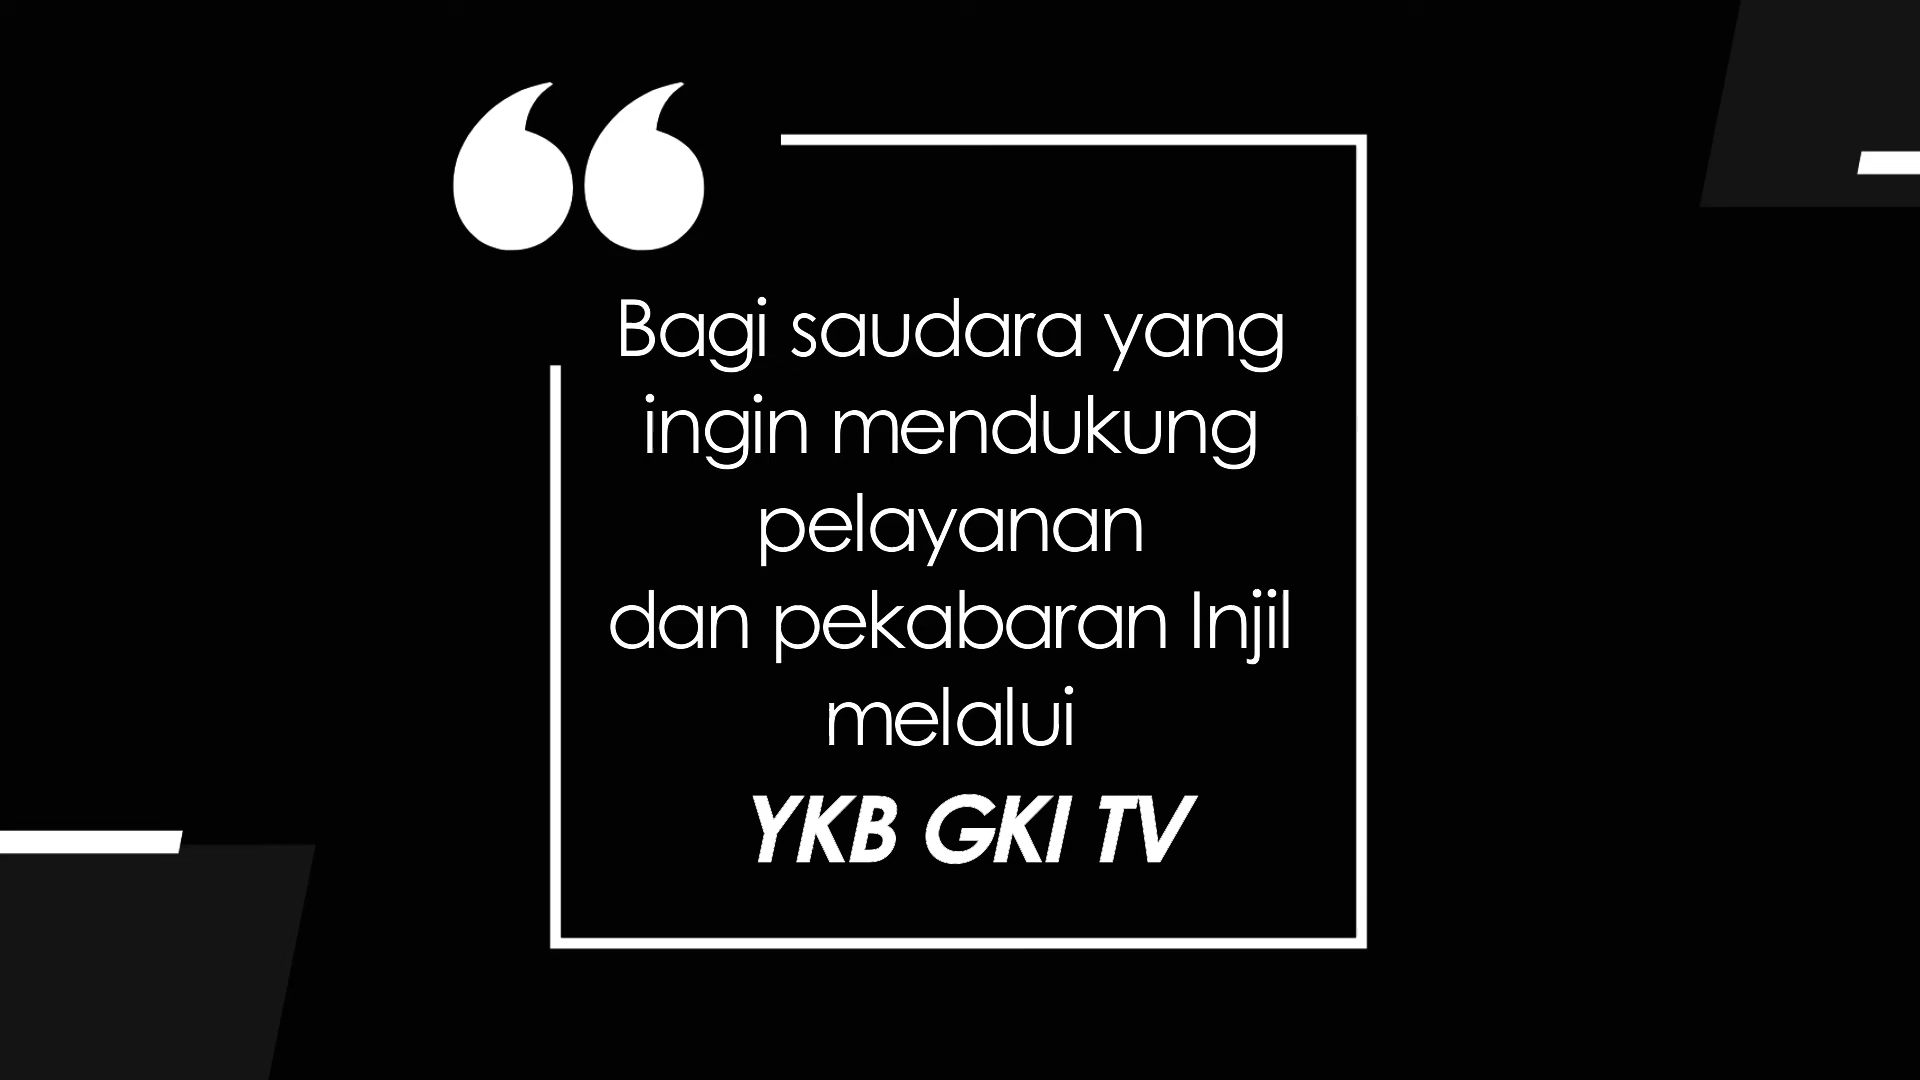 Bagi saudara yang
ingin mendukung
pelayanan
dan pekabaran Injil
melalui
YKB GKI TV